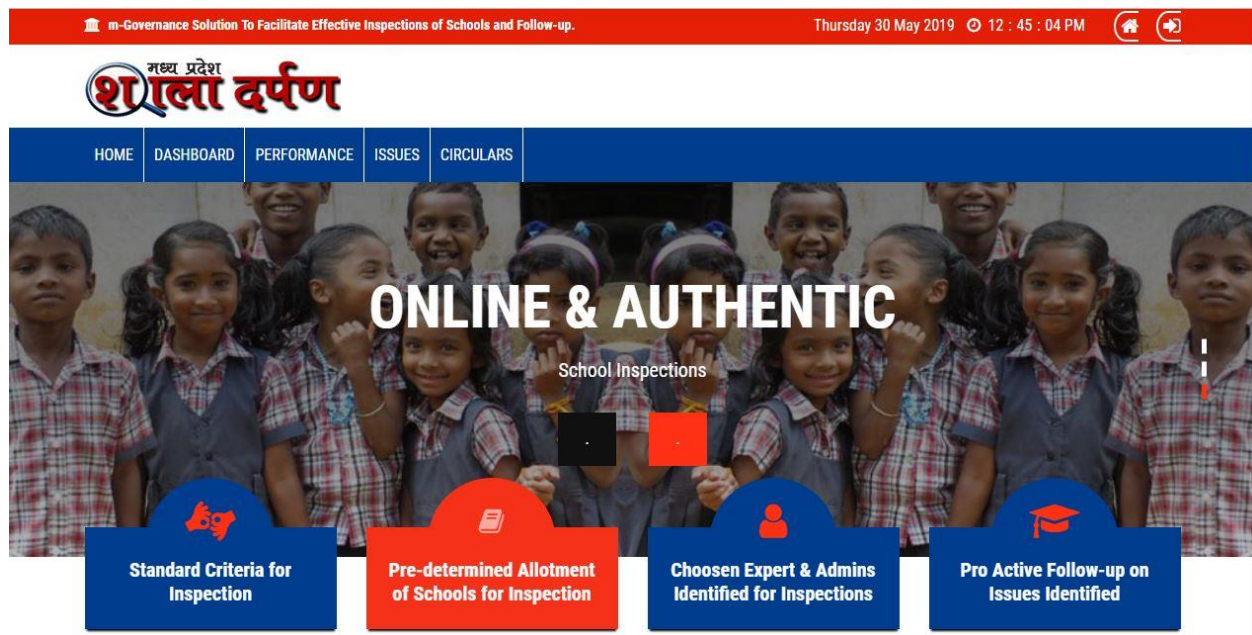 m-Governance Solution To Facilitate Effective Inspections of Schools and Follow-up.
Thursday 30 May 2019 12 : 45 : 04 PM
मध्य प्रदेश
शाला दर्पण
HOME DASHBOARD PERFORMANCE ISSUES CIRCULARS
ONLINE & AUTHENTIC
School Inspections
. .
Standard Criteria for
Inspection
Pre-determined Allotment
of Schools for Inspection
Choosen Expert & Admins
Identified for Inspections
Pro Active Follow-up on
Issues Identified